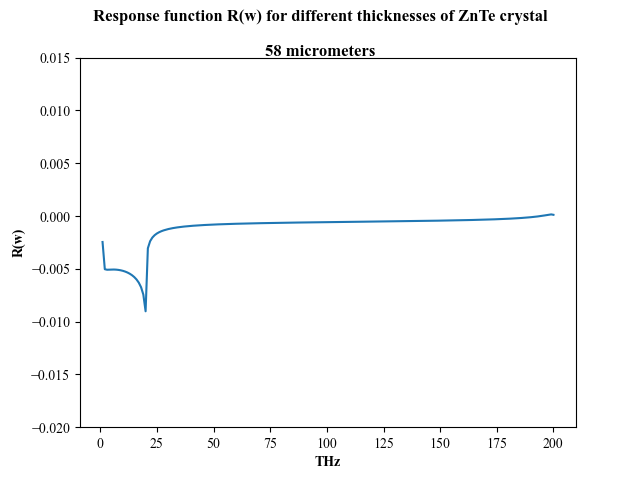 Response function R(w) for different thicknesses of ZnTe crystal
58 micrometers
0.015
0.010
0.005
0.000
−0.005
−0.010
−0.015
−0.020
R(w)
0 25 50 75 100 125 150 175 200
THz